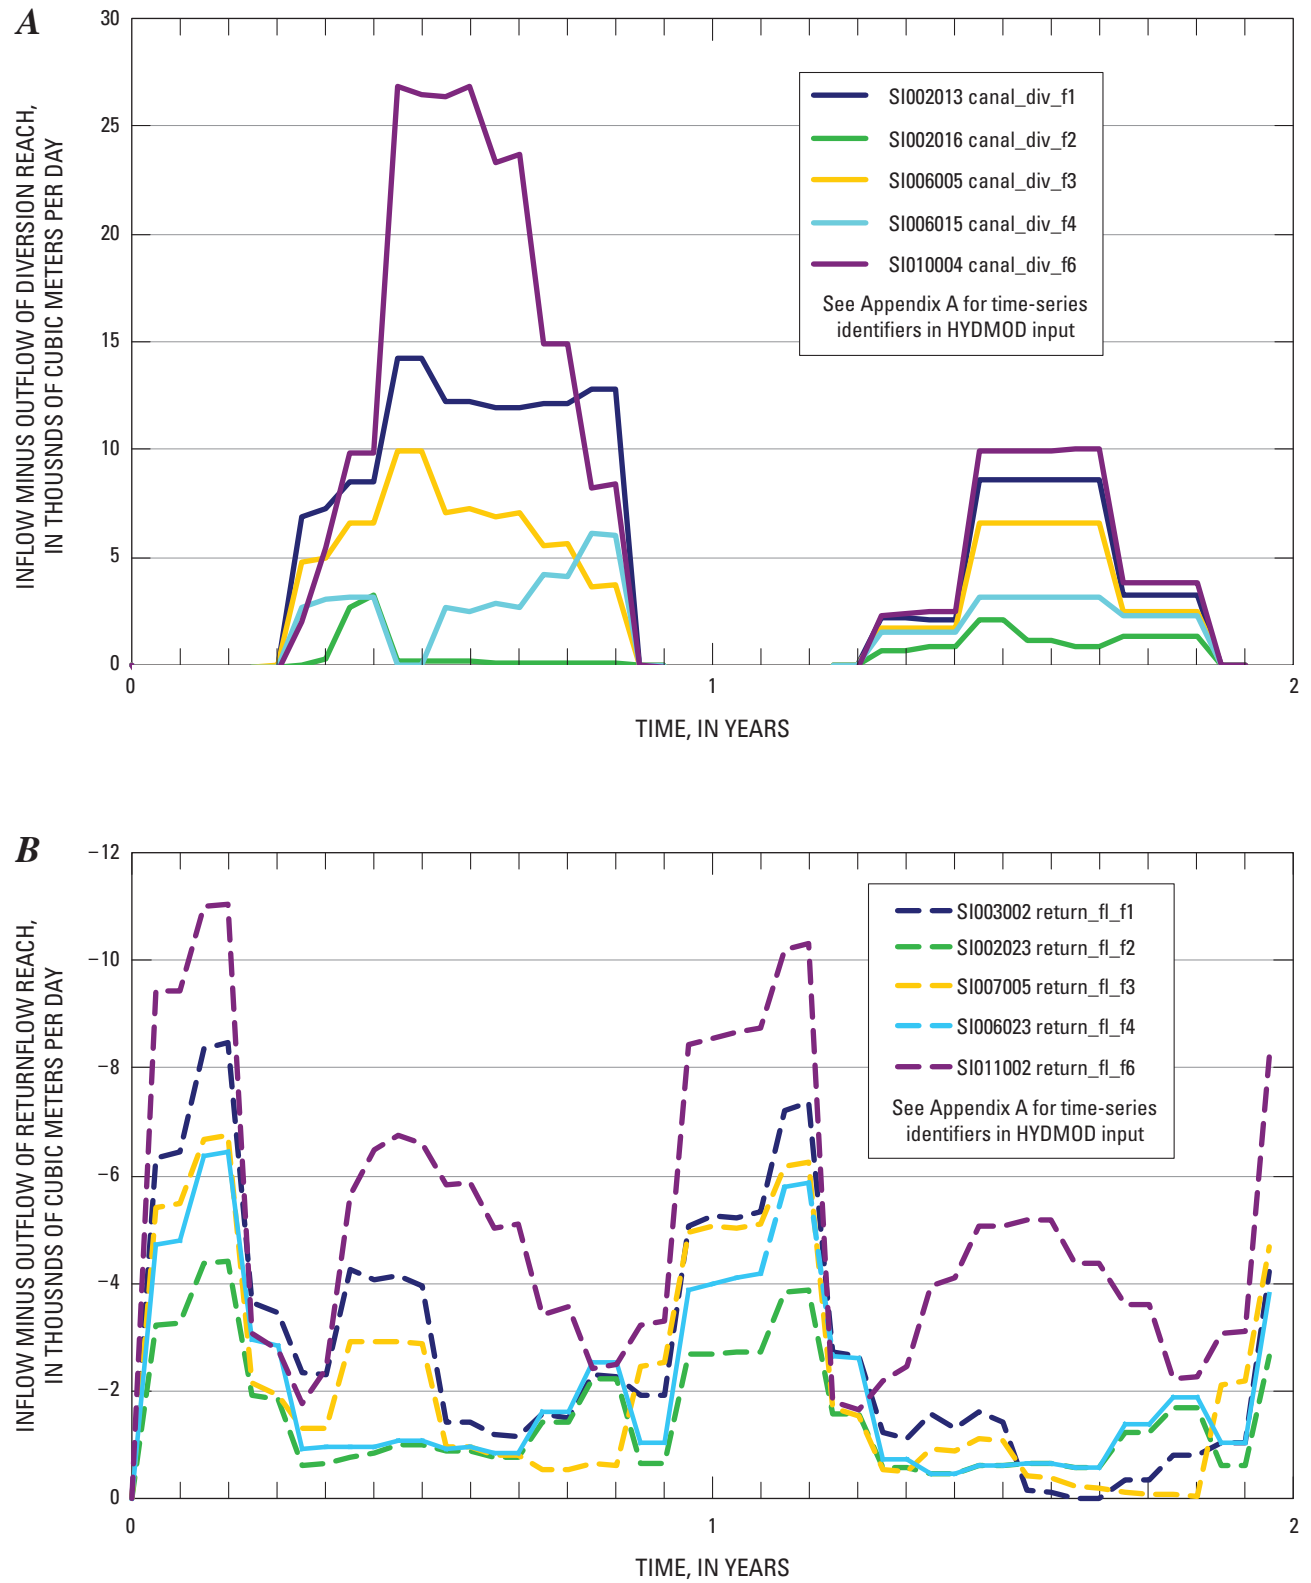 A
INFLOW MINUS OUTFLOW OF DIVERSION REACH,
IN THOUSNDS OF CUBIC METERS PER DAY
30
25
20
15
10
5
0
SI002013 canal_div_f1
SI002016 canal_div_f2
SI006005 canal_div_f3
SI006015 canal_div_f4
SI010004 canal_div_f6
See Appendix A for time-series
identifiers in HYDMOD input
0
1
2
TIME, IN YEARS
B
INFLOW MINUS OUTFLOW OF RETURNFLOW REACH,
IN THOUSANDS OF CUBIC METERS PER DAY
−12
−10
−8
−6
−4
−2
0
SI003002 return_fl_f1
SI002023 return_fl_f2
SI007005 return_fl_f3
SI006023 return_fl_f4
SI011002 return_fl_f6
See Appendix A for time-series
identifiers in HYDMOD input
0
1
2
TIME, IN YEARS